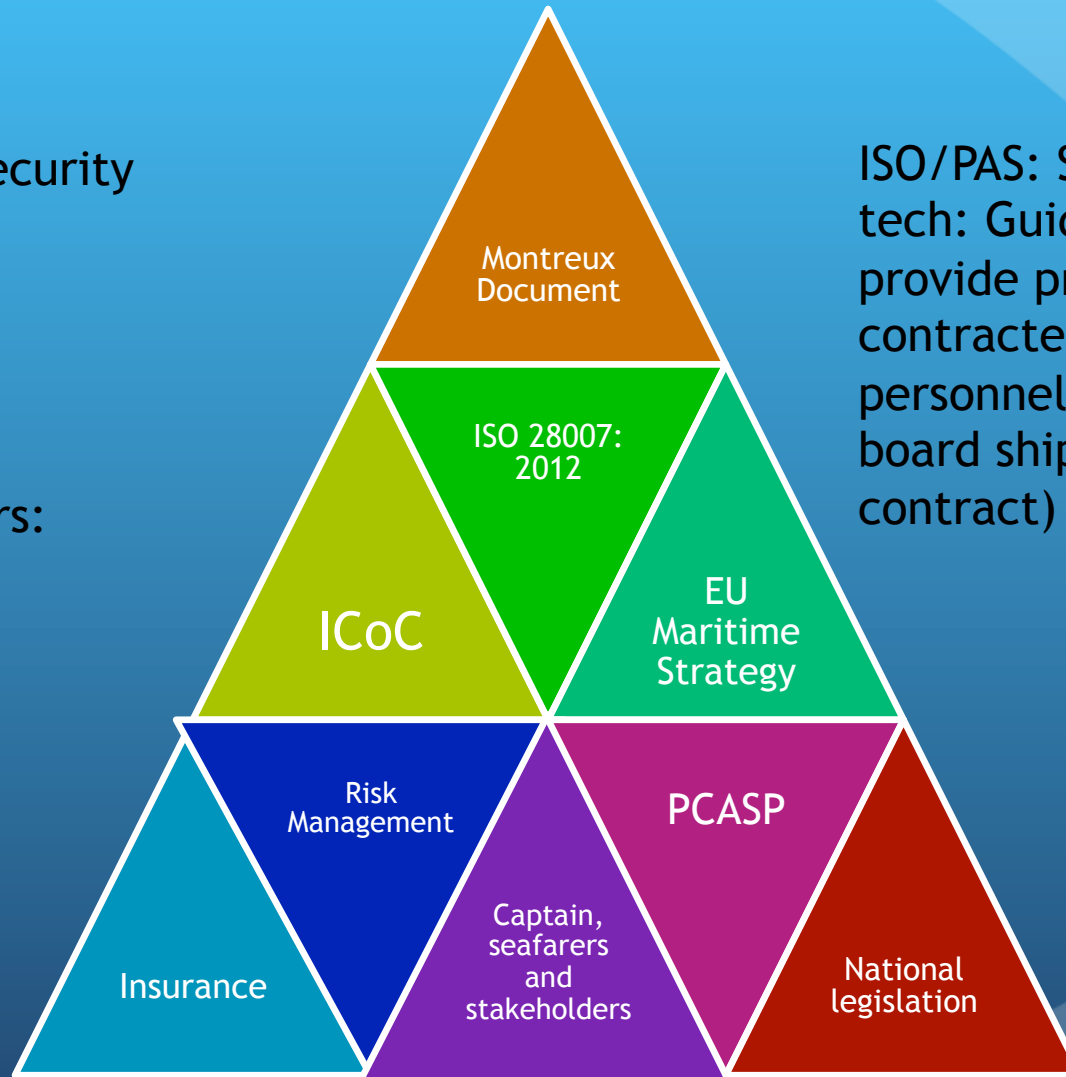 ecurity
rs:
Montreux
Document
ISO 28007:
2012
ICoC
EU
Maritime
Strategy
Risk
Management
PCASP
Insurance
Captain,
seafarers
and
stakeholders
National
legislation
ISO/PAS: S
tech: Guid
provide pr
contracte
personnel
board ship
contract)